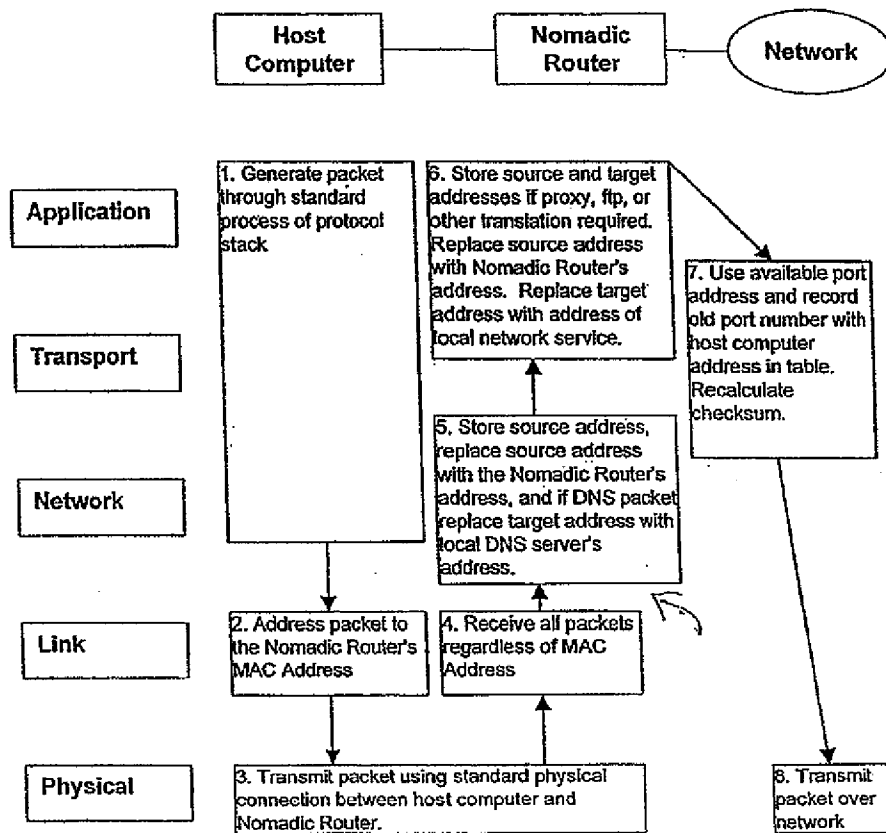 Host
Computer
Nomadic
Router
Network
Application
1. Generate packet
through standard
process of protocol
stack
6. Store source and target
addresses if proxy, ftp, or
other translation required.
Replace source address
with Nomadic Router's
address. Replace target
address with address of
local network service.
7. Use available port
address and record
old port number with
host computer
address in table.
Recalculate
checksum.
Transport
5. Store source address,
replace source address
with the Nomadic Router's
address, and if DNS packet
replace target address with
local DNS server's
address.
Network
Link
2. Address packet to
the Nomadic Router's
MAC Address
4. Receive all packets
regardless of MAC
Address
Physical
3. Transmit packet using standard physical
connection between host computer and
Nomadic Router.
8. Transmit
packet over
network